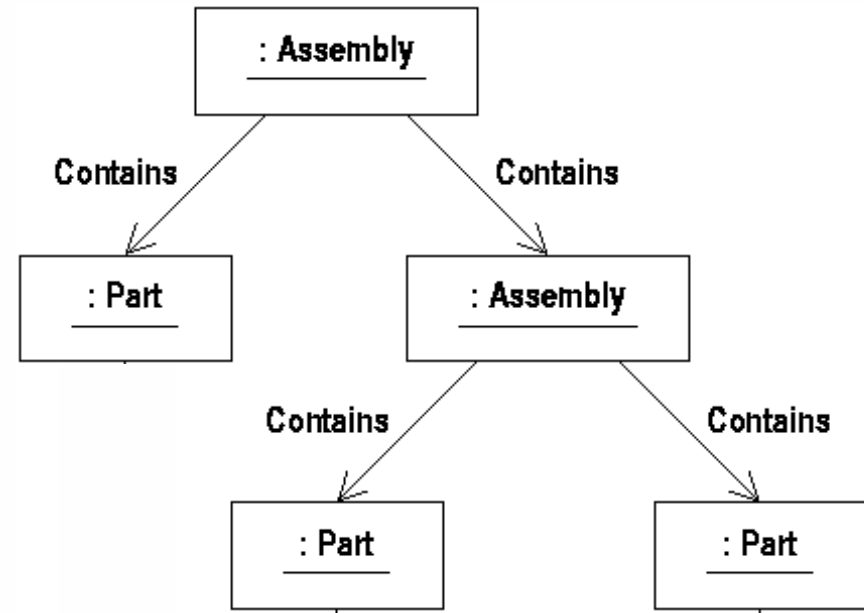 : Assembly
Contains
Contains
: Part
: Assembly
Contains
Contains
: Part
: Part